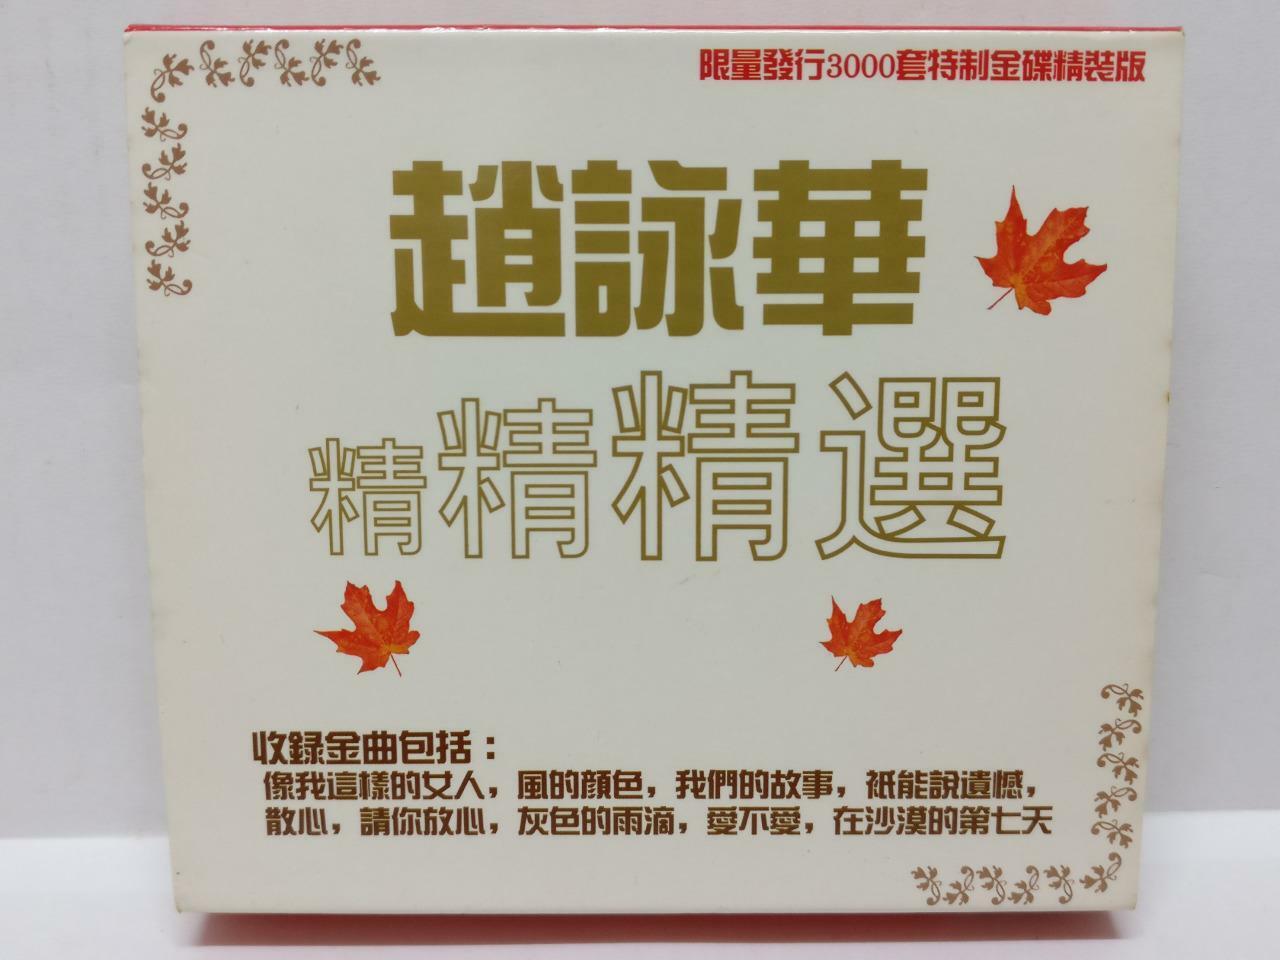 限量發行3000套特制金碟精裝版
趙詠華
精精精選
收録金曲包括：
像我這樣的女人，風的顔色，我們的故事，衹能說遺憾，
散心，請你放心，灰色的雨滴，愛不愛，在沙漠的第七天